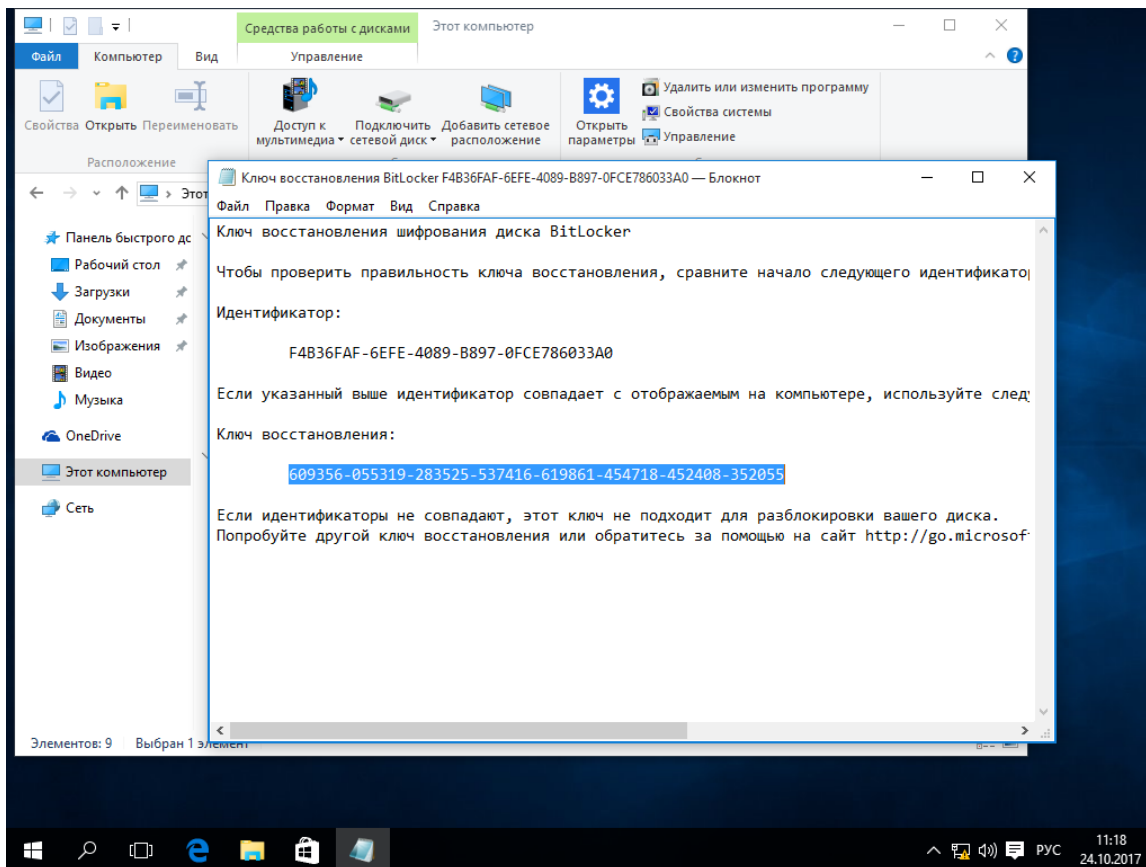 Средства работы с дисками
Этот компьютер
Файл Компьютер Вид Управление
Свойства Открыть Переименовать
Доступ к мультимедиа
Подключить сетевой диск
Добавить сетевое расположение
Открыть параметры
Удалить или изменить программу
Свойства системы
Управление
Расположение
Этот
Панель быстрого дс
Рабочий стол
Загрузки
Документы
Изображения
Видео
Музыка
OneDrive
Этот компьютер
Сеть
Элементов: 9 Выбран 1 элемент
Ключ восстановления BitLocker F4B36FAF-6EFE-4089-B897-0FCE786033A0 — Блокнот
Файл Правка Формат Вид Справка
Ключ восстановления шифрования диска BitLocker
Чтобы проверить правильность ключа восстановления, сравните начало следующего идентификатор
Идентификатор:
F4B36FAF-6EFE-4089-B897-0FCE786033A0
Если указанный выше идентификатор совпадает с отображаемым на компьютере, используйте след
Ключ восстановления:
609356-055319-283525-537416-619861-454718-452408-352055
Если идентификаторы не совпадают, этот ключ не подходит для разблокировки вашего диска.
Попробуйте другой ключ восстановления или обратитесь за помощью на сайт http://go.microsof
РУС
11:18
24.10.2017